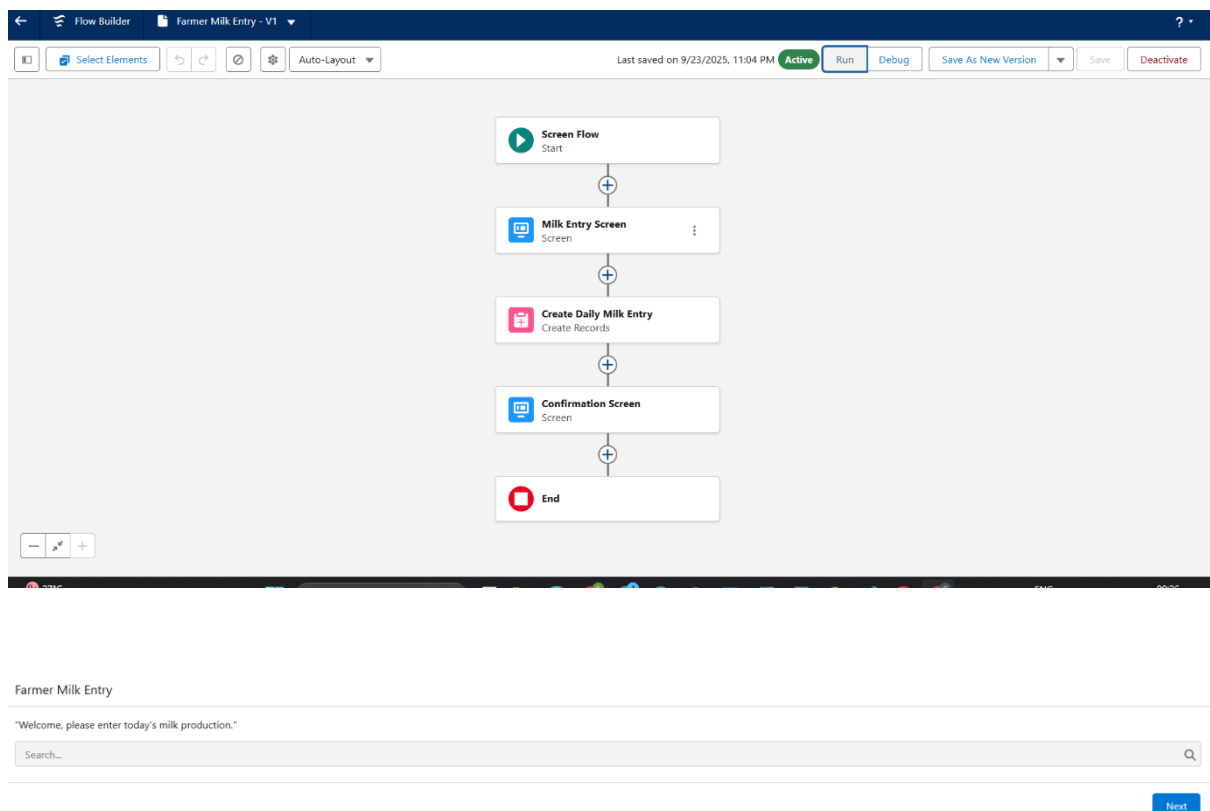 Flow Builder Farmer Milk Entry - V1 ?
Select Elements Auto-Layout Last saved on 9/23/2025, 11:04 PM Active Run Debug Save As New Version Save Deactivate
Screen Flow
Start
Milk Entry Screen
Screen
Create Daily Milk Entry
Create Records
Confirmation Screen
Screen
End
Farmer Milk Entry
"Welcome, please enter today's milk production."
Search...
Next